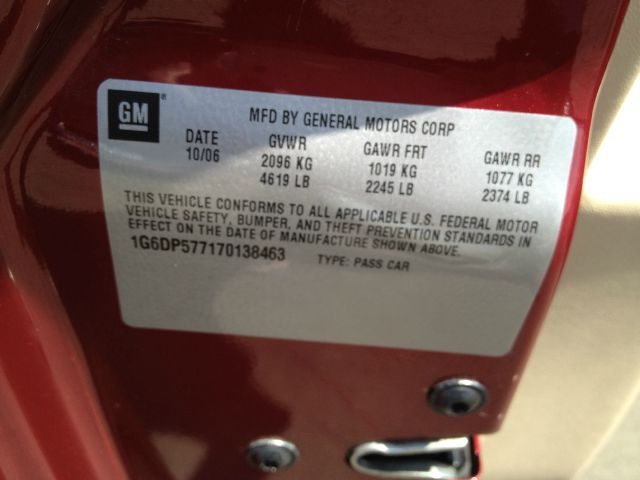 GM ® MFD BY GENERAL MOTORS CORP
DATE GVWR GAWR FRT GAWR RR
10/06 2096 KG 1019 KG 1077 KG
4619 LB 2245 LB 2374 LB
THIS VEHICLE CONFORMS TO ALL APPLICABLE U.S. FEDERAL MOTOR
VEHICLE SAFETY, BUMPER, AND THEFT PREVENTION STANDARDS IN
EFFECT ON THE DATE OF MANUFACTURE SHOWN ABOVE.
1G6DP577170138463 TYPE: PASS CAR